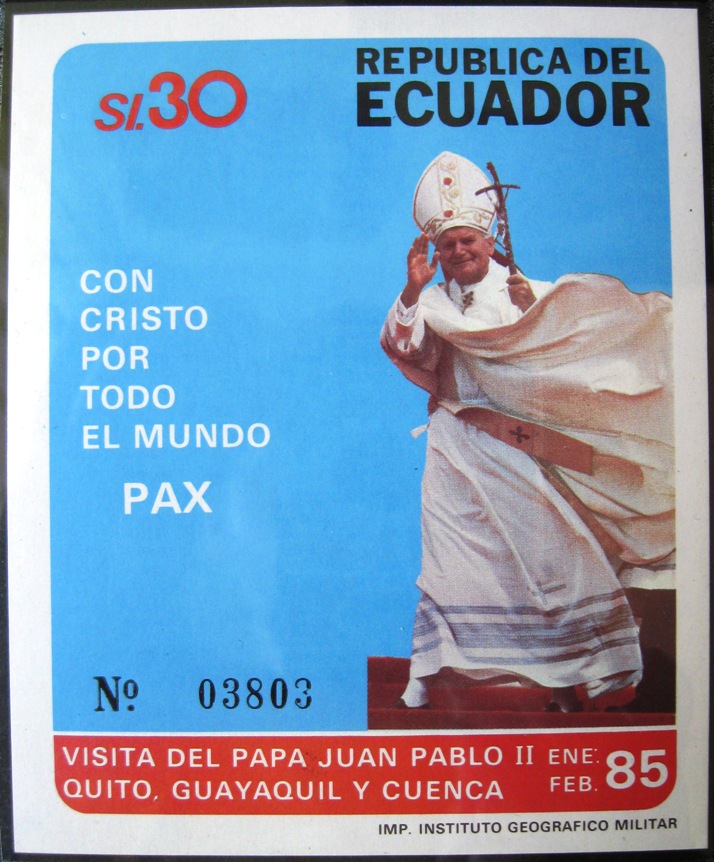 S/. 30
REPUBLICA DEL
ECUADOR
CON
CRISTO
POR
TODO
EL MUNDO
PAX
Nº 03803
VISITA DEL PAPA JUAN PABLO II ENE:
QUITO, GUAYAQUIL Y CUENCA FEB. 85
IMP. INSTITUTO GEOGRAFICO MILITAR